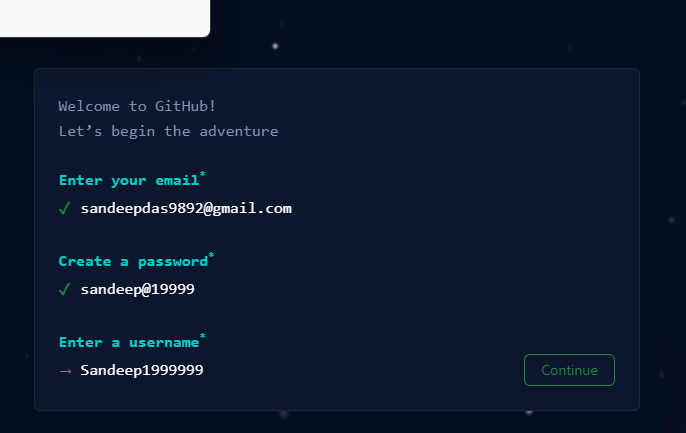 Welcome to GitHub!
Let’s begin the adventure
Enter your email*
✓ sandeepdas9892@gmail.com
Create a password*
✓ sandeep@19999
Enter a username*
→ Sandeep1999999
Continue